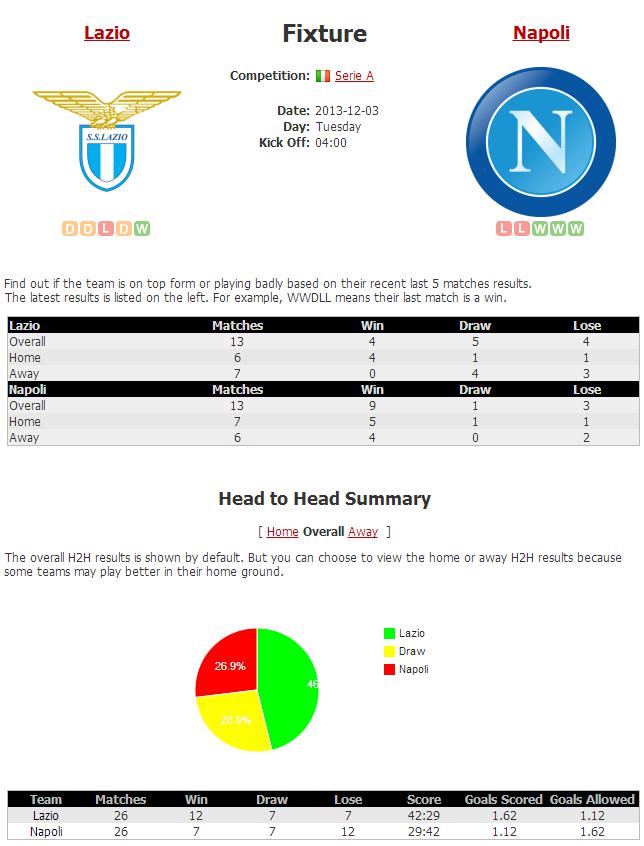 Lazio
Fixture
Napoli
Competition: Serie A
S.S.LAZIO
N
Date: 2013-12-03
Day: Tuesday
Kick Off: 04:00
D D L D W
L L W W W
Find out if the team is on top form or playing badly based on their recent last 5 matches results.
The latest results is listed on the left. For example, WWDLL means their last match is a win.
Lazio Matches Win Draw Lose
Overall 13 4 5 4
Home 6 4 1 1
Away 7 0 4 3
Napoli Matches Win Draw Lose
Overall 13 9 1 3
Home 7 5 1 1
Away 6 4 0 2
Head to Head Summary
[ Home Overall Away ]
The overall H2H results is shown by default. But you can choose to view the home or away H2H results because
some teams may play better in their home ground.
Lazio
Draw
Napoli
26.9%
46
26.9%
Team Matches Win Draw Lose Score Goals Scored Goals Allowed
Lazio 26 12 7 7 42:29 1.62 1.12
Napoli 26 7 7 12 29:42 1.12 1.62